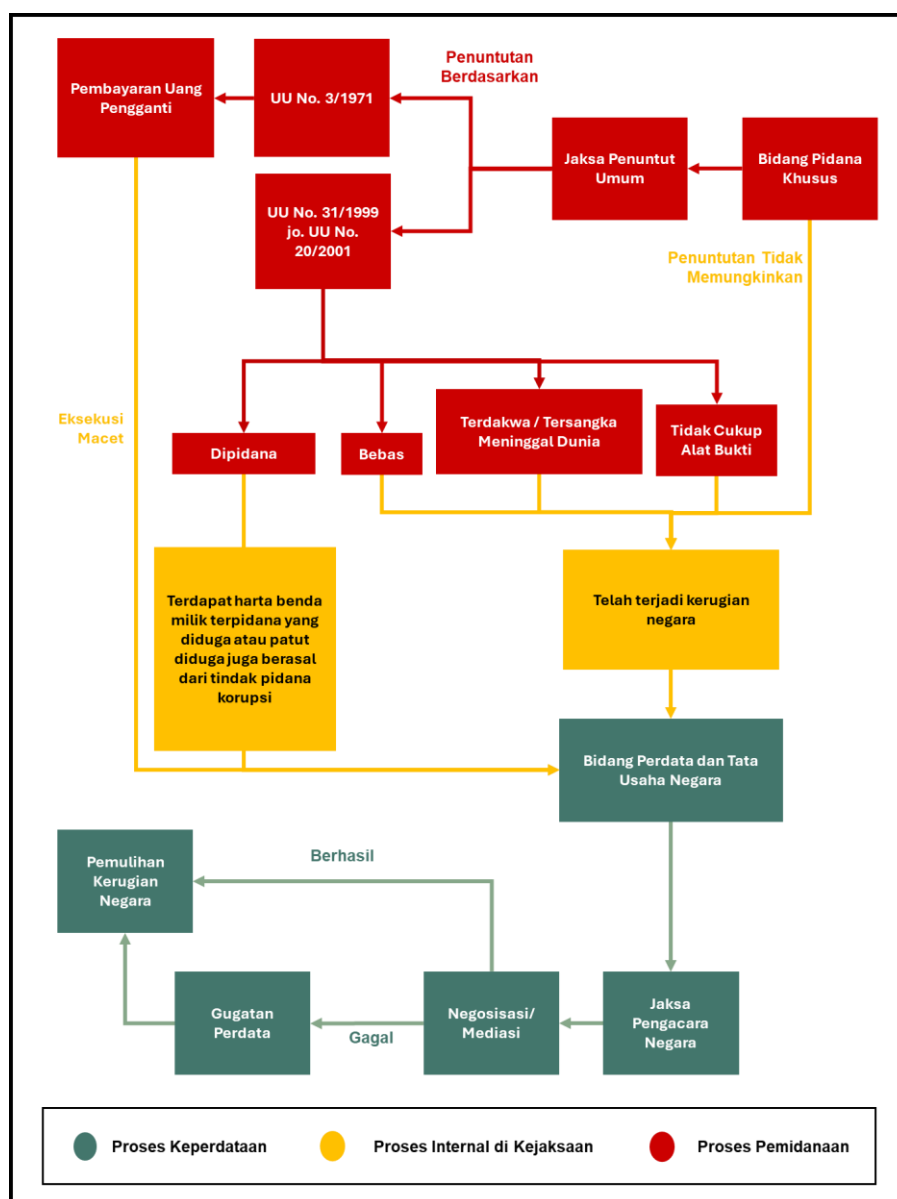 Penuntutan
Berdasarkan
Pembayaran Uang
Pengganti
UU No. 3/1971
Jaksa Penuntut
Umum
Bidang Pidana
Khusus
UU No. 31/1999
jo. UU No.
20/2001
Penuntutan Tidak
Memungkinkan
Eksekusi
Macet
Dipidana
Bebas
Terdakwa / Tersangka
Meninggal Dunia
Tidak Cukup
Alat Bukti
Terdapat harta benda
milik terpidana yang
diduga atau patut
diduga juga berasal
dari tindak pidana
korupsi
Telah terjadi kerugian
negara
Bidang Perdata dan Tata
Usaha Negara
Berhasil
Pemulihan
Kerugian
Negara
Gugatan
Perdata
Gagal
Negosisasi/
Mediasi
Jaksa
Pengacara
Negara
Proses Keperdataan
Proses Internal di Kejaksaan
Proses Pemidanaan